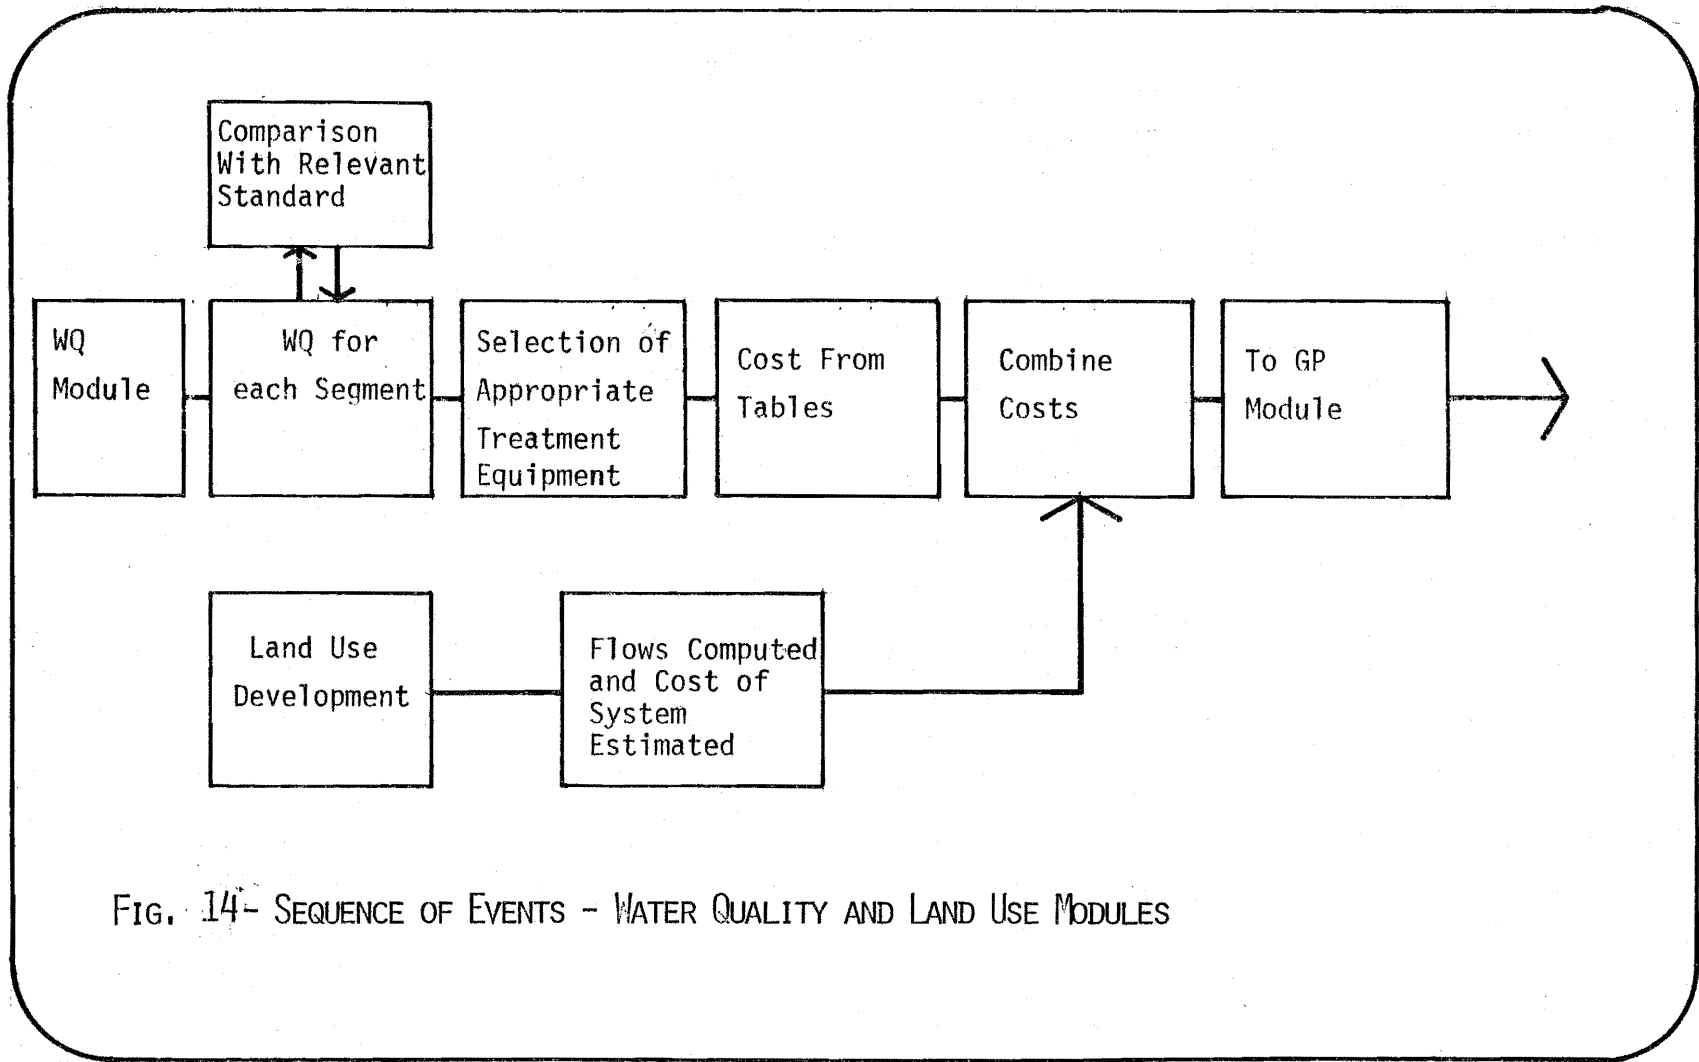 Comparison
With Relevant
Standard
WQ
Module
WQ for
each Segment
Selection of
Appropriate
Treatment
Equipment
Cost From
Tables
Combine
Costs
To GP
Module
Land Use
Development
Flows Computed
and Cost of
System
Estimated
FIG. 14- SEQUENCE OF EVENTS - WATER QUALITY AND LAND USE MODULES